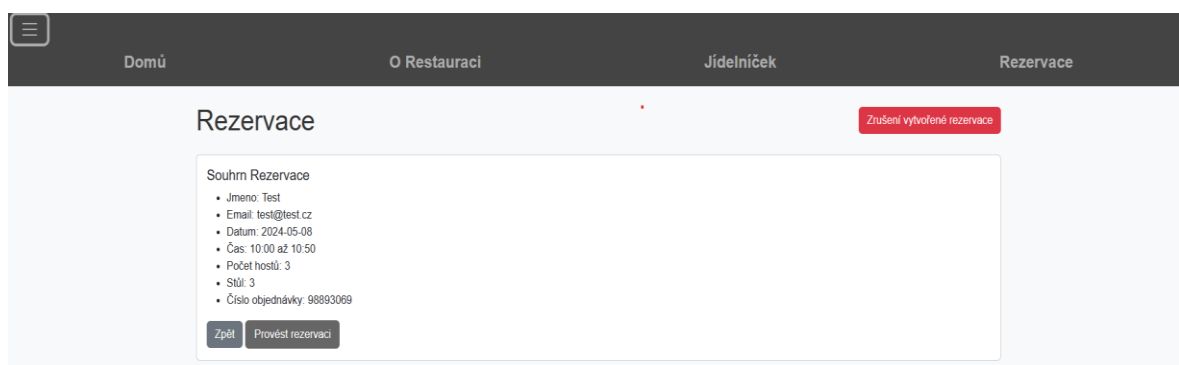 Domů O Restauraci Jídelníček Rezervace
Rezervace Zrušení vytvořené rezervace
Souhrn Rezervace
• Jmeno: Test
• Email: test@test.cz
• Datum: 2024-05-08
• Čas: 10:00 až 10:50
• Počet hostů: 3
• Stůl: 3
• Číslo objednávky: 98893069
Zpět Provést rezervaci